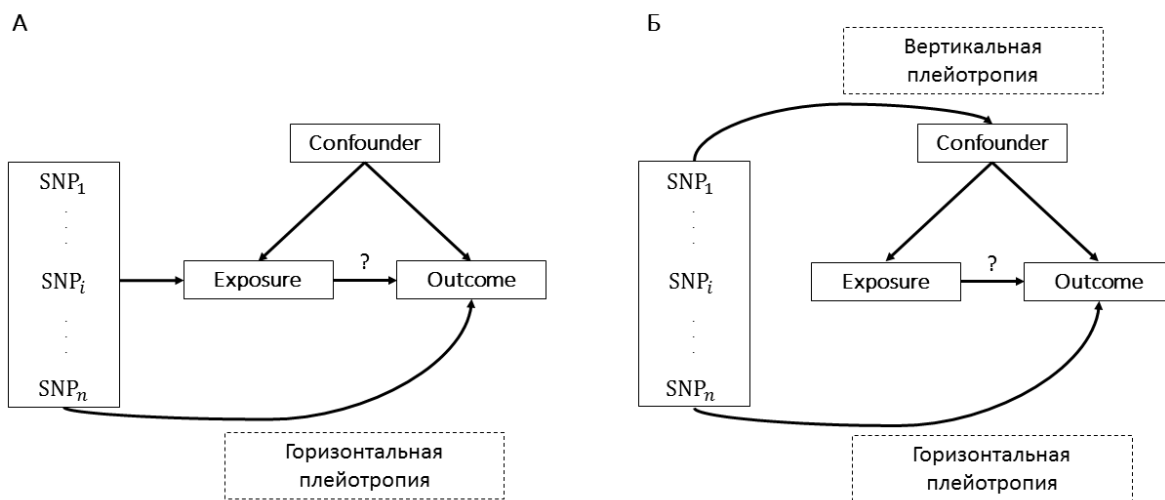 А
Confounder
SNP₁
SNPᵢ
Exposure
?
Outcome
SNPₙ
Горизонтальная
плейотропия
Б
Вертикальная
плейотропия
Confounder
SNP₁
SNPᵢ
Exposure
?
Outcome
SNPₙ
Горизонтальная
плейотропия